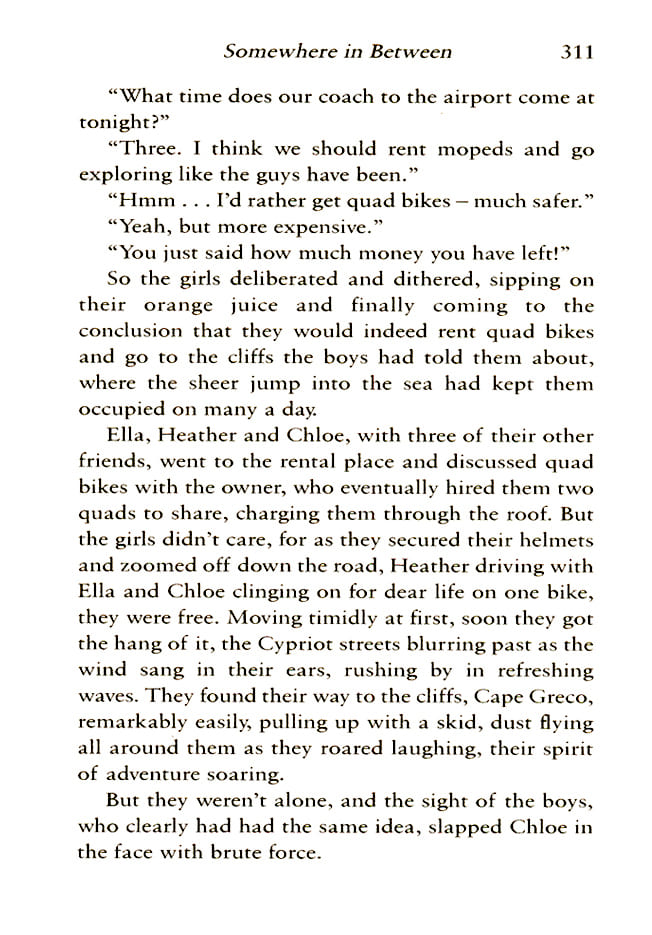 Somewhere in Between 311
“What time does our coach to the airport come at
tonight?”
“Three. I think we should rent mopeds and go
exploring like the guys have been.”
“Hmm . . . I’d rather get quad bikes – much safer.”
“Yeah, but more expensive.”
“You just said how much money you have left!”
So the girls deliberated and dithered, sipping on
their orange juice and finally coming to the
conclusion that they would indeed rent quad bikes
and go to the cliffs the boys had told them about,
where the sheer jump into the sea had kept them
occupied on many a day.
Ella, Heather and Chloe, with three of their other
friends, went to the rental place and discussed quad
bikes with the owner, who eventually hired them two
quads to share, charging them through the roof. But
the girls didn’t care, for as they secured their helmets
and zoomed off down the road, Heather driving with
Ella and Chloe clinging on for dear life on one bike,
they were free. Moving timidly at first, soon they got
the hang of it, the Cypriot streets blurring past as the
wind sang in their ears, rushing by in refreshing
waves. They found their way to the cliffs, Cape Greco,
remarkably easily, pulling up with a skid, dust flying
all around them as they roared laughing, their spirit
of adventure soaring.
But they weren’t alone, and the sight of the boys,
who clearly had had the same idea, slapped Chloe in
the face with brute force.